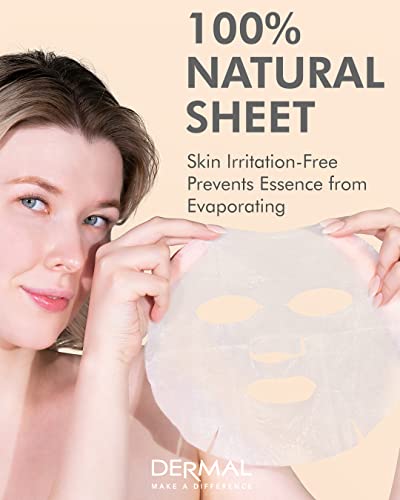 100%
NATURAL
SHEET
Skin Irritation-Free
Prevents Essence from
Evaporating
DERMAL
MAKE A DIFFERENCE